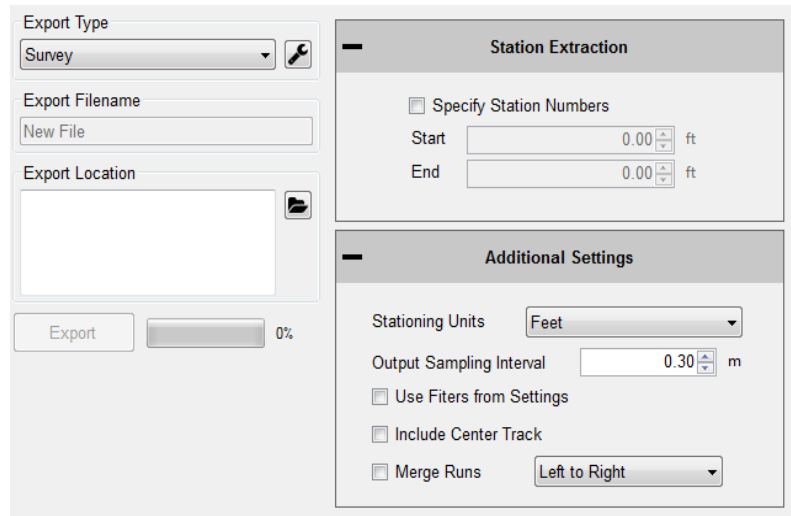 Export Type
Survey
Export Filename
New File
Export Location
Export
0%
Station Extraction
Specify Station Numbers
Start 0.00 ft
End 0.00 ft
Additional Settings
Stationing Units Feet
Output Sampling Interval 0.30 m
Use Fiters from Settings
Include Center Track
Merge Runs Left to Right